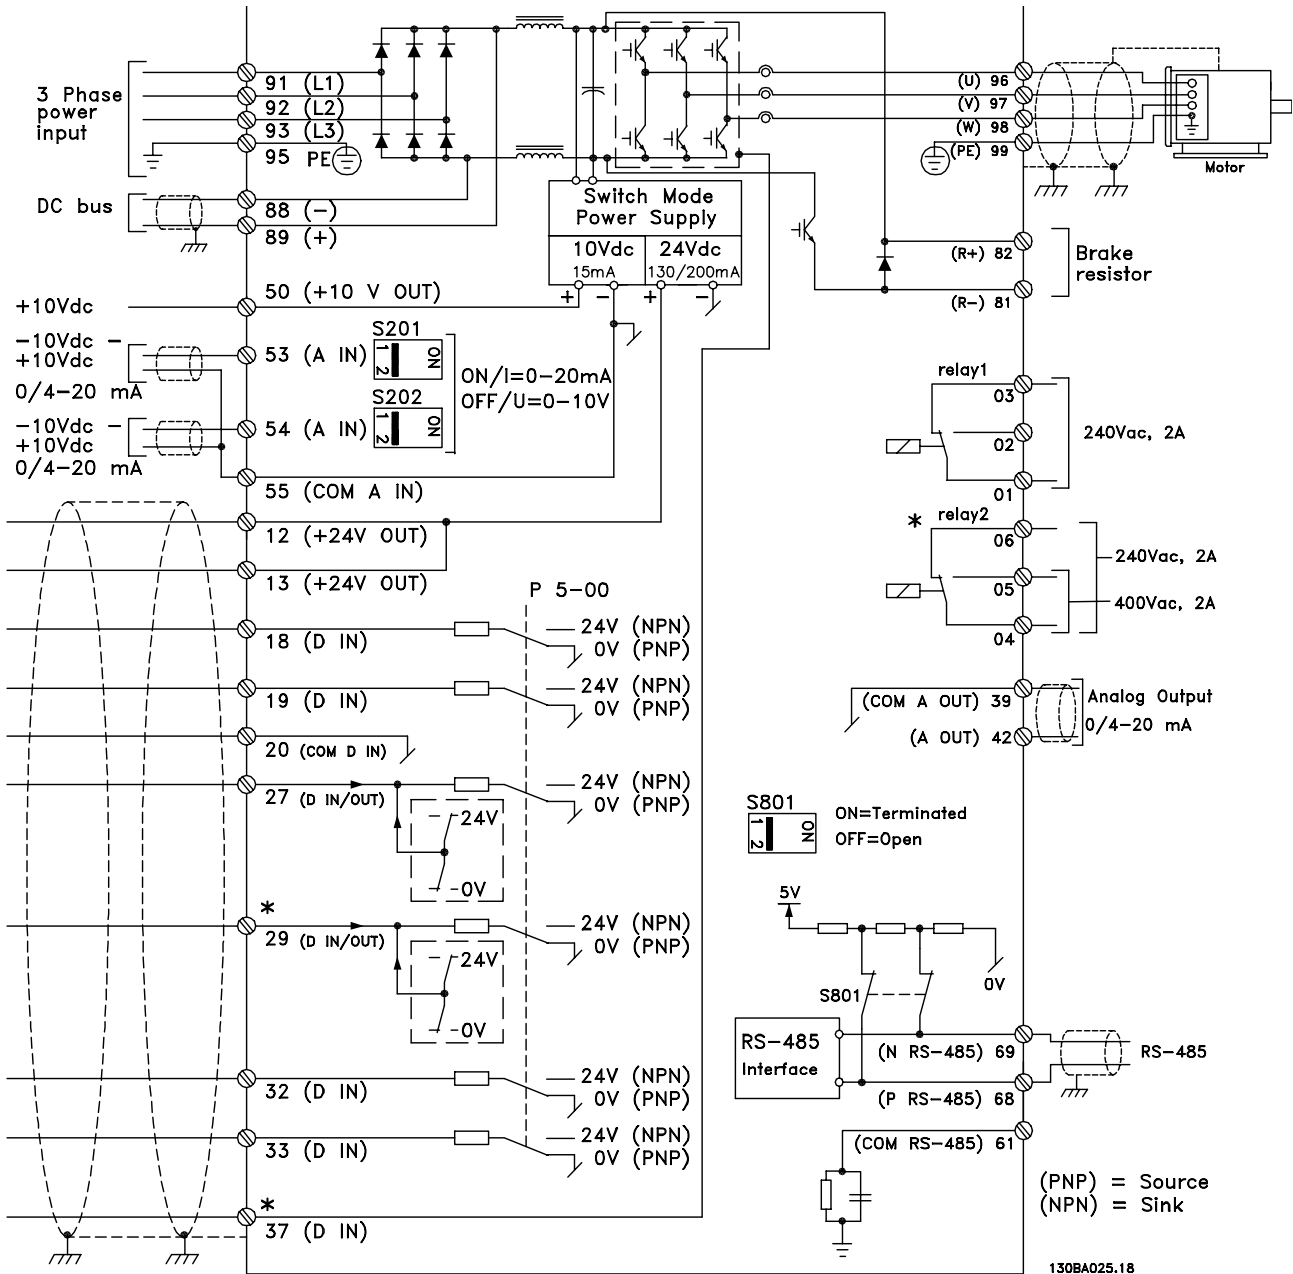 3 Phase
power
input
91 (L1)
92 (L2)
93 (L3)
95 PE
DC bus
88 (−)
89 (+)
Switch Mode
Power Supply
10Vdc
15mA
24Vdc
130/200mA
+ − + −
+10Vdc
50 (+10 V OUT)
−10Vdc −
+10Vdc
0/4−20 mA
53 (A IN)
S201
1 2
ON
ON/I=0−20mA
OFF/U=0−10V
−10Vdc −
+10Vdc
0/4−20 mA
54 (A IN)
S202
1 2
ON
55 (COM A IN)
12 (+24V OUT)
13 (+24V OUT)
P 5-00
18 (D IN)
24V (NPN)
0V (PNP)
19 (D IN)
24V (NPN)
0V (PNP)
20 (COM D IN)
27 (D IN/OUT)
24V (NPN)
0V (PNP)
24V
0V
*
29 (D IN/OUT)
24V (NPN)
0V (PNP)
24V
0V
32 (D IN)
24V (NPN)
0V (PNP)
33 (D IN)
24V (NPN)
0V (PNP)
*
37 (D IN)
(U) 96
(V) 97
(W) 98
(PE) 99
Motor
(R+) 82
Brake
resistor
(R−) 81
relay1
03
02
240Vac, 2A
01
*
relay2
06
240Vac, 2A
05
400Vac, 2A
04
(COM A OUT) 39
Analog Output
0/4−20 mA
(A OUT) 42
S801
1 2
ON
ON=Terminated
OFF=Open
5V
0V
S801
RS-485
Interface
(N RS-485) 69
RS-485
(P RS-485) 68
(COM RS-485) 61
(PNP) = Source
(NPN) = Sink
130BA025.18